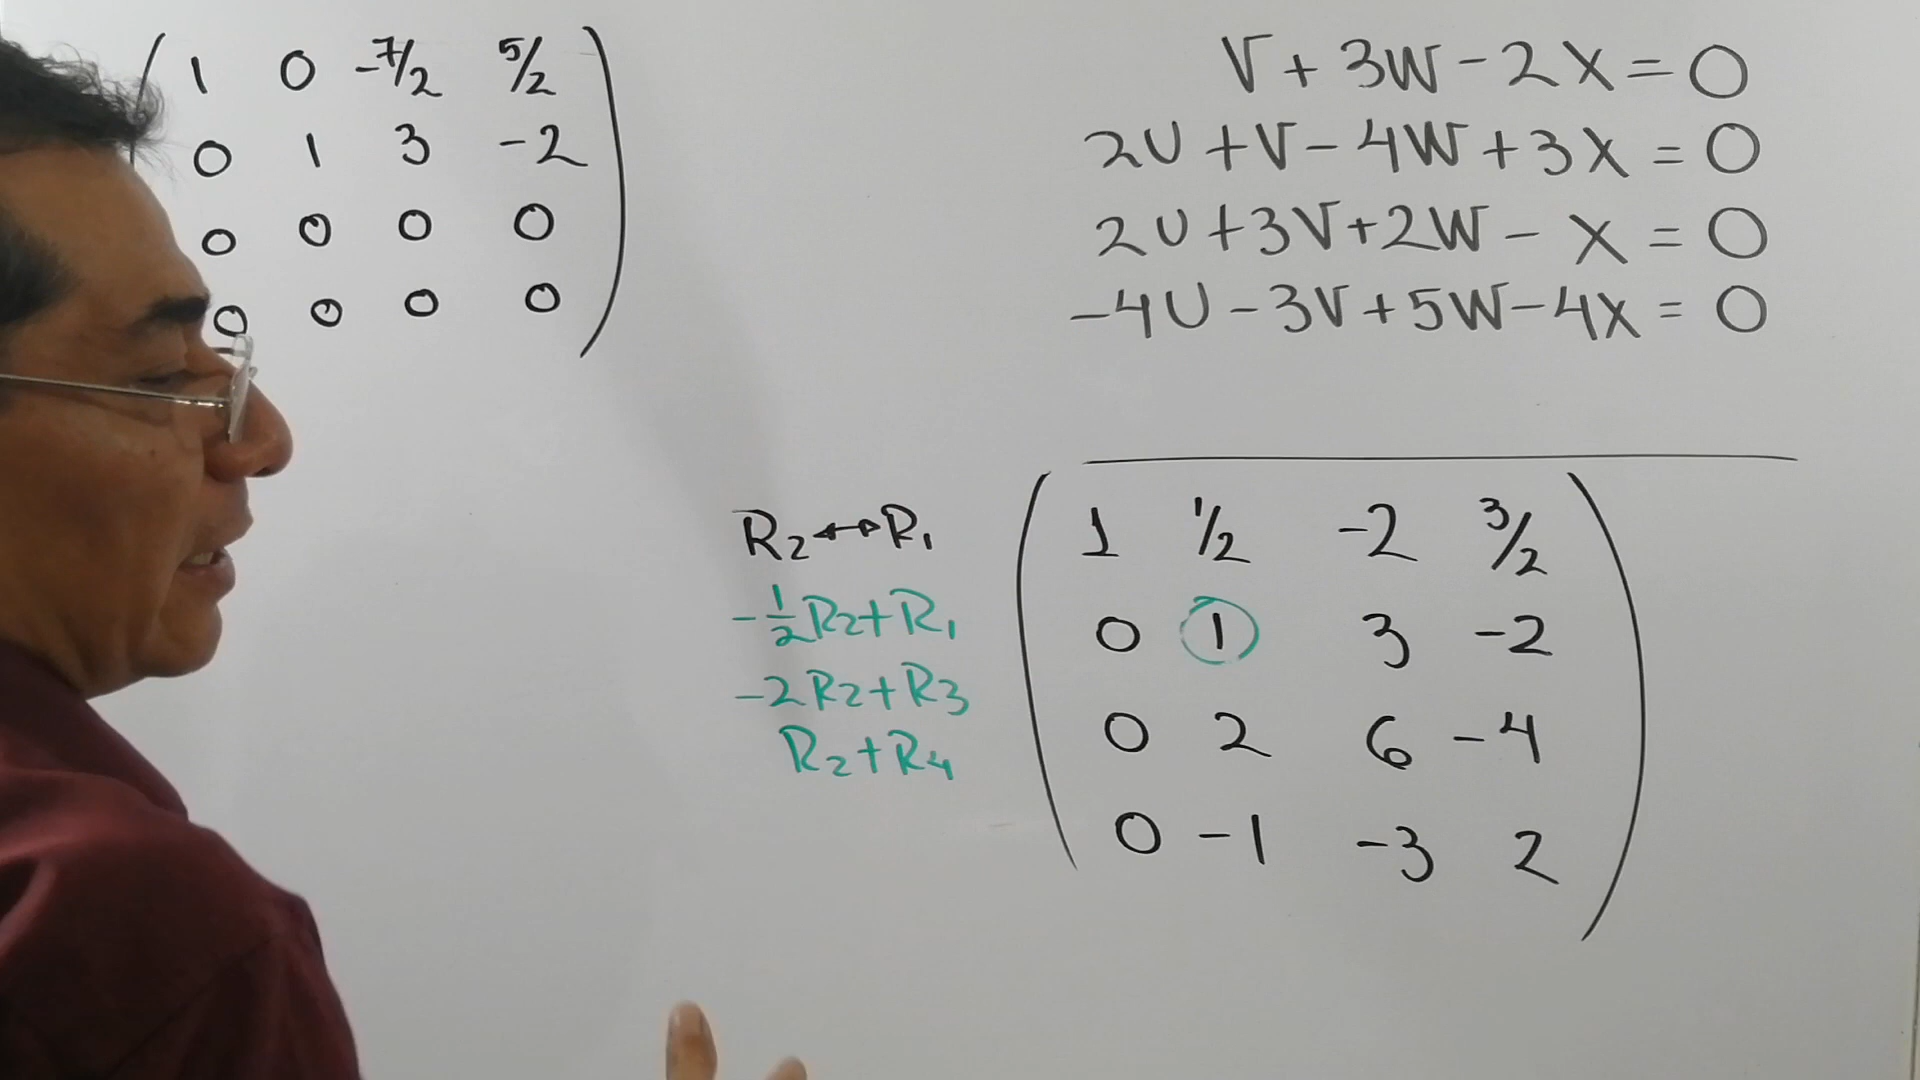 1 0 -7/2 5/2
0 1 3 -2
0 0 0 0
0 0 0 0
V + 3W - 2X = 0
2U + V - 4W + 3X = 0
2U + 3V + 2W - X = 0
-4U - 3V + 5W - 4X = 0
R2 ↔ R1
-1/2 R2 + R1
-2R2 + R3
R2 + R4
1 1/2 -2 3/2
0 1 3 -2
0 2 6 -4
0 -1 -3 2